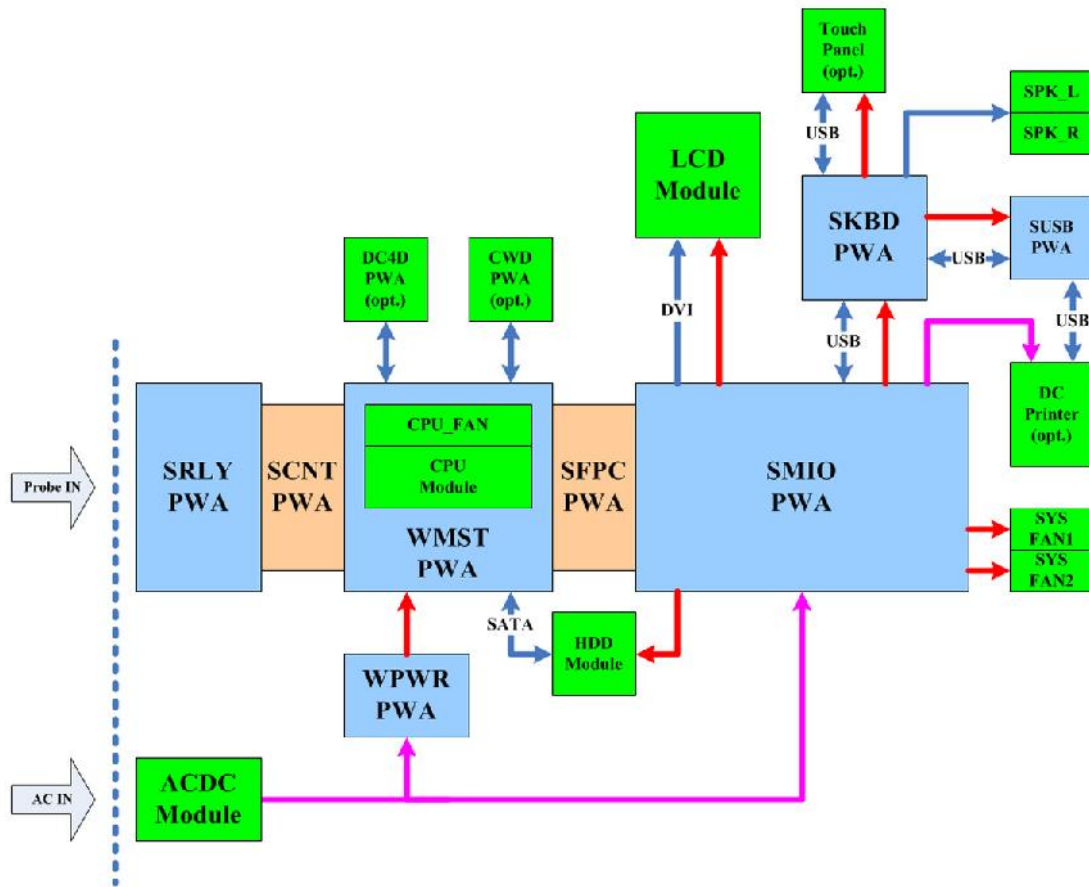 Touch
Panel
(opt.)
SPK_L
SPK_R
USB
LCD
Module
SKBD
PWA
SUSB
PWA
USB
DC4D
PWA
(opt.)
CWD
PWA
(opt.)
DVI
USB
USB
DC
Printer
(opt.)
Probe IN
SRLY
PWA
SCNT
PWA
CPU_FAN
CPU
Module
WMST
PWA
SFPC
PWA
SMIO
PWA
SYS
FAN1
SYS
FAN2
SATA
HDD
Module
WPWR
PWA
AC IN
ACDC
Module